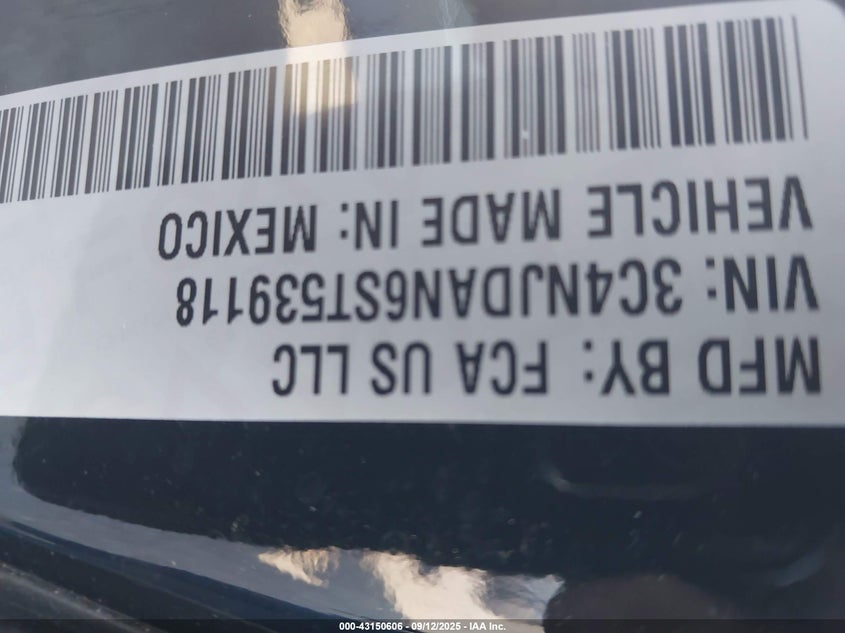 MFD BY: FCA US LLC
VIN: 3C4NJDAN6ST539118
VEHICLE MADE IN: MEXICO
000-43150606 - 09/12/2025 - IAA Inc.